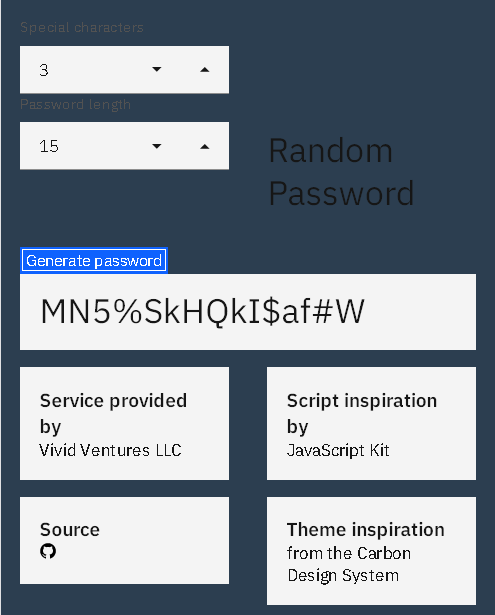 Special characters
3
Password length
15
Random
Password
Generate password
MN5%SkHQkI$af#W
Service provided
by
Vivid Ventures LLC
Script inspiration
by
JavaScript Kit
Source
Theme inspiration
from the Carbon
Design System